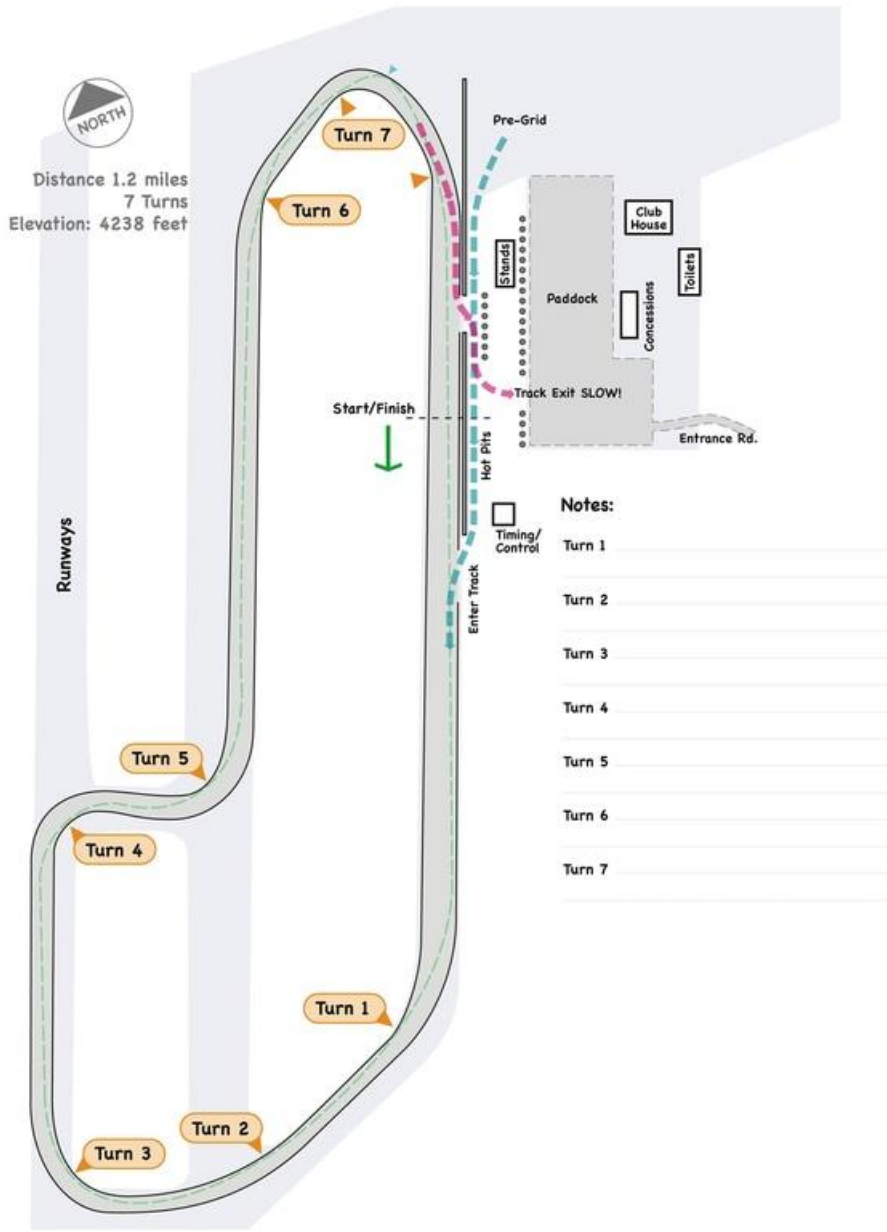 NORTH
Distance 1.2 miles
7 Turns
Elevation: 4238 feet
Turn 7
Turn 6
Pre-Grid
Stands
Club
House
Toilets
Paddock
Concessions
Track Exit SLOW!
Start/Finish
Hot Pits
Entrance Rd.
Timing/
Control
Enter Track
Runways
Turn 5
Turn 4
Turn 1
Turn 2
Turn 3
Notes:
Turn 1
Turn 2
Turn 3
Turn 4
Turn 5
Turn 6
Turn 7